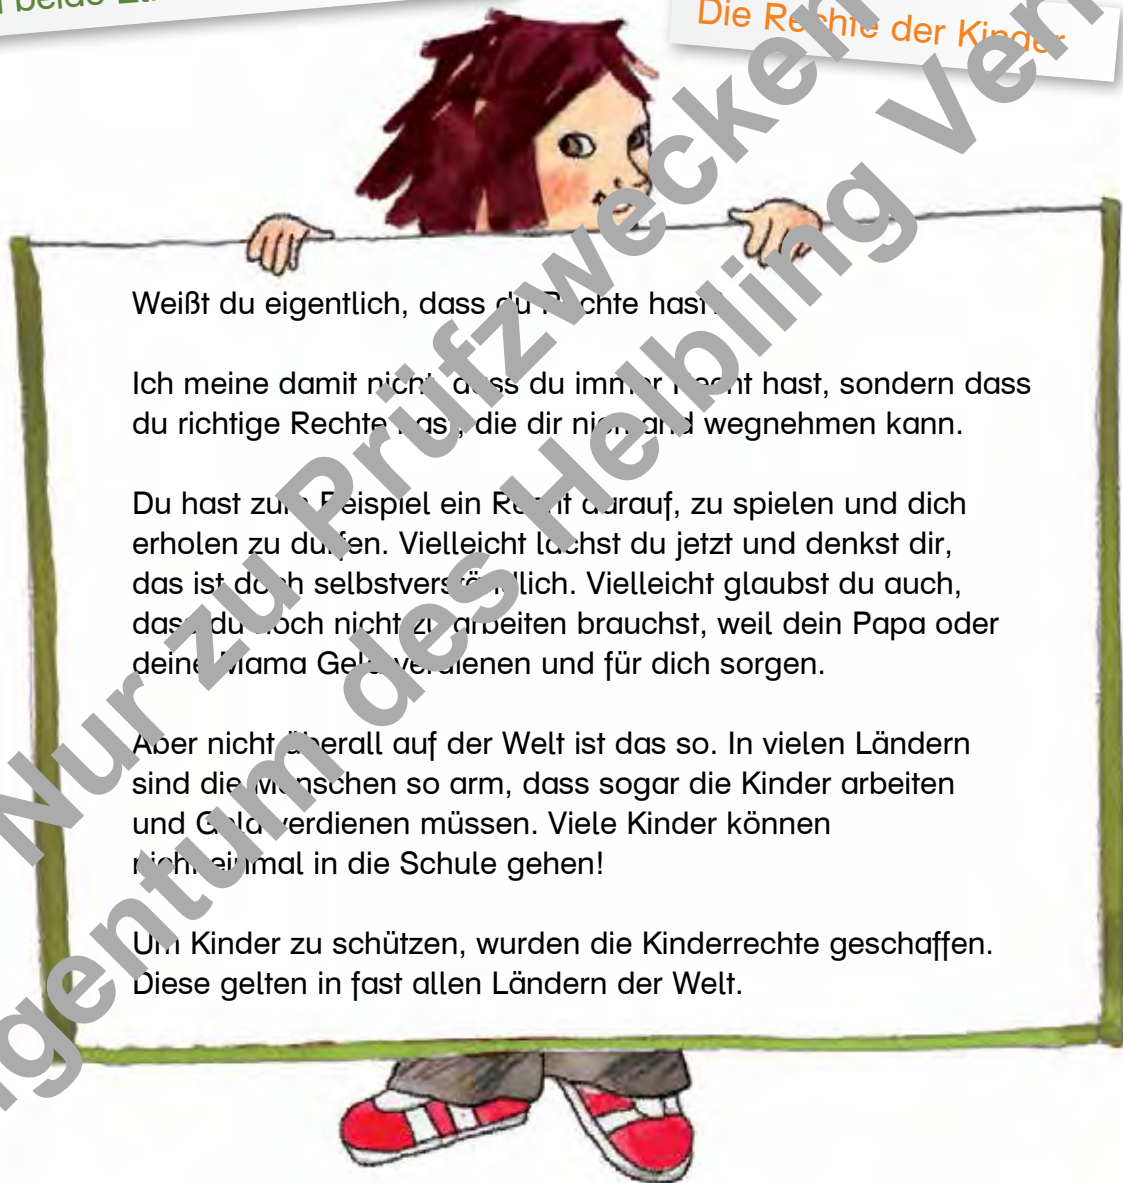 beide
Die Rechte der Kinder
Weißt du eigentlich, dass du Rechte hast?
Ich meine damit nicht, dass du immer Recht hast, sondern dass
du richtige Rechte hast, die dir niemand wegnehmen kann.
Du hast zum Beispiel ein Recht darauf, zu spielen und dich
erholen zu dürfen. Vielleicht lachst du jetzt und denkst dir,
das ist doch selbstverständlich. Vielleicht glaubst du auch,
dass du noch nicht zu arbeiten brauchst, weil dein Papa oder
deine Mama Geld verdienen und für dich sorgen.
Aber nicht überall auf der Welt ist das so. In vielen Ländern
sind die Menschen so arm, dass sogar die Kinder arbeiten
und Geld verdienen müssen. Viele Kinder können
nicht einmal in die Schule gehen!
Um Kinder zu schützen, wurden die Kinderrechte geschaffen.
Diese gelten in fast allen Ländern der Welt.
Nur zu Prüfzwecken
des Helbling